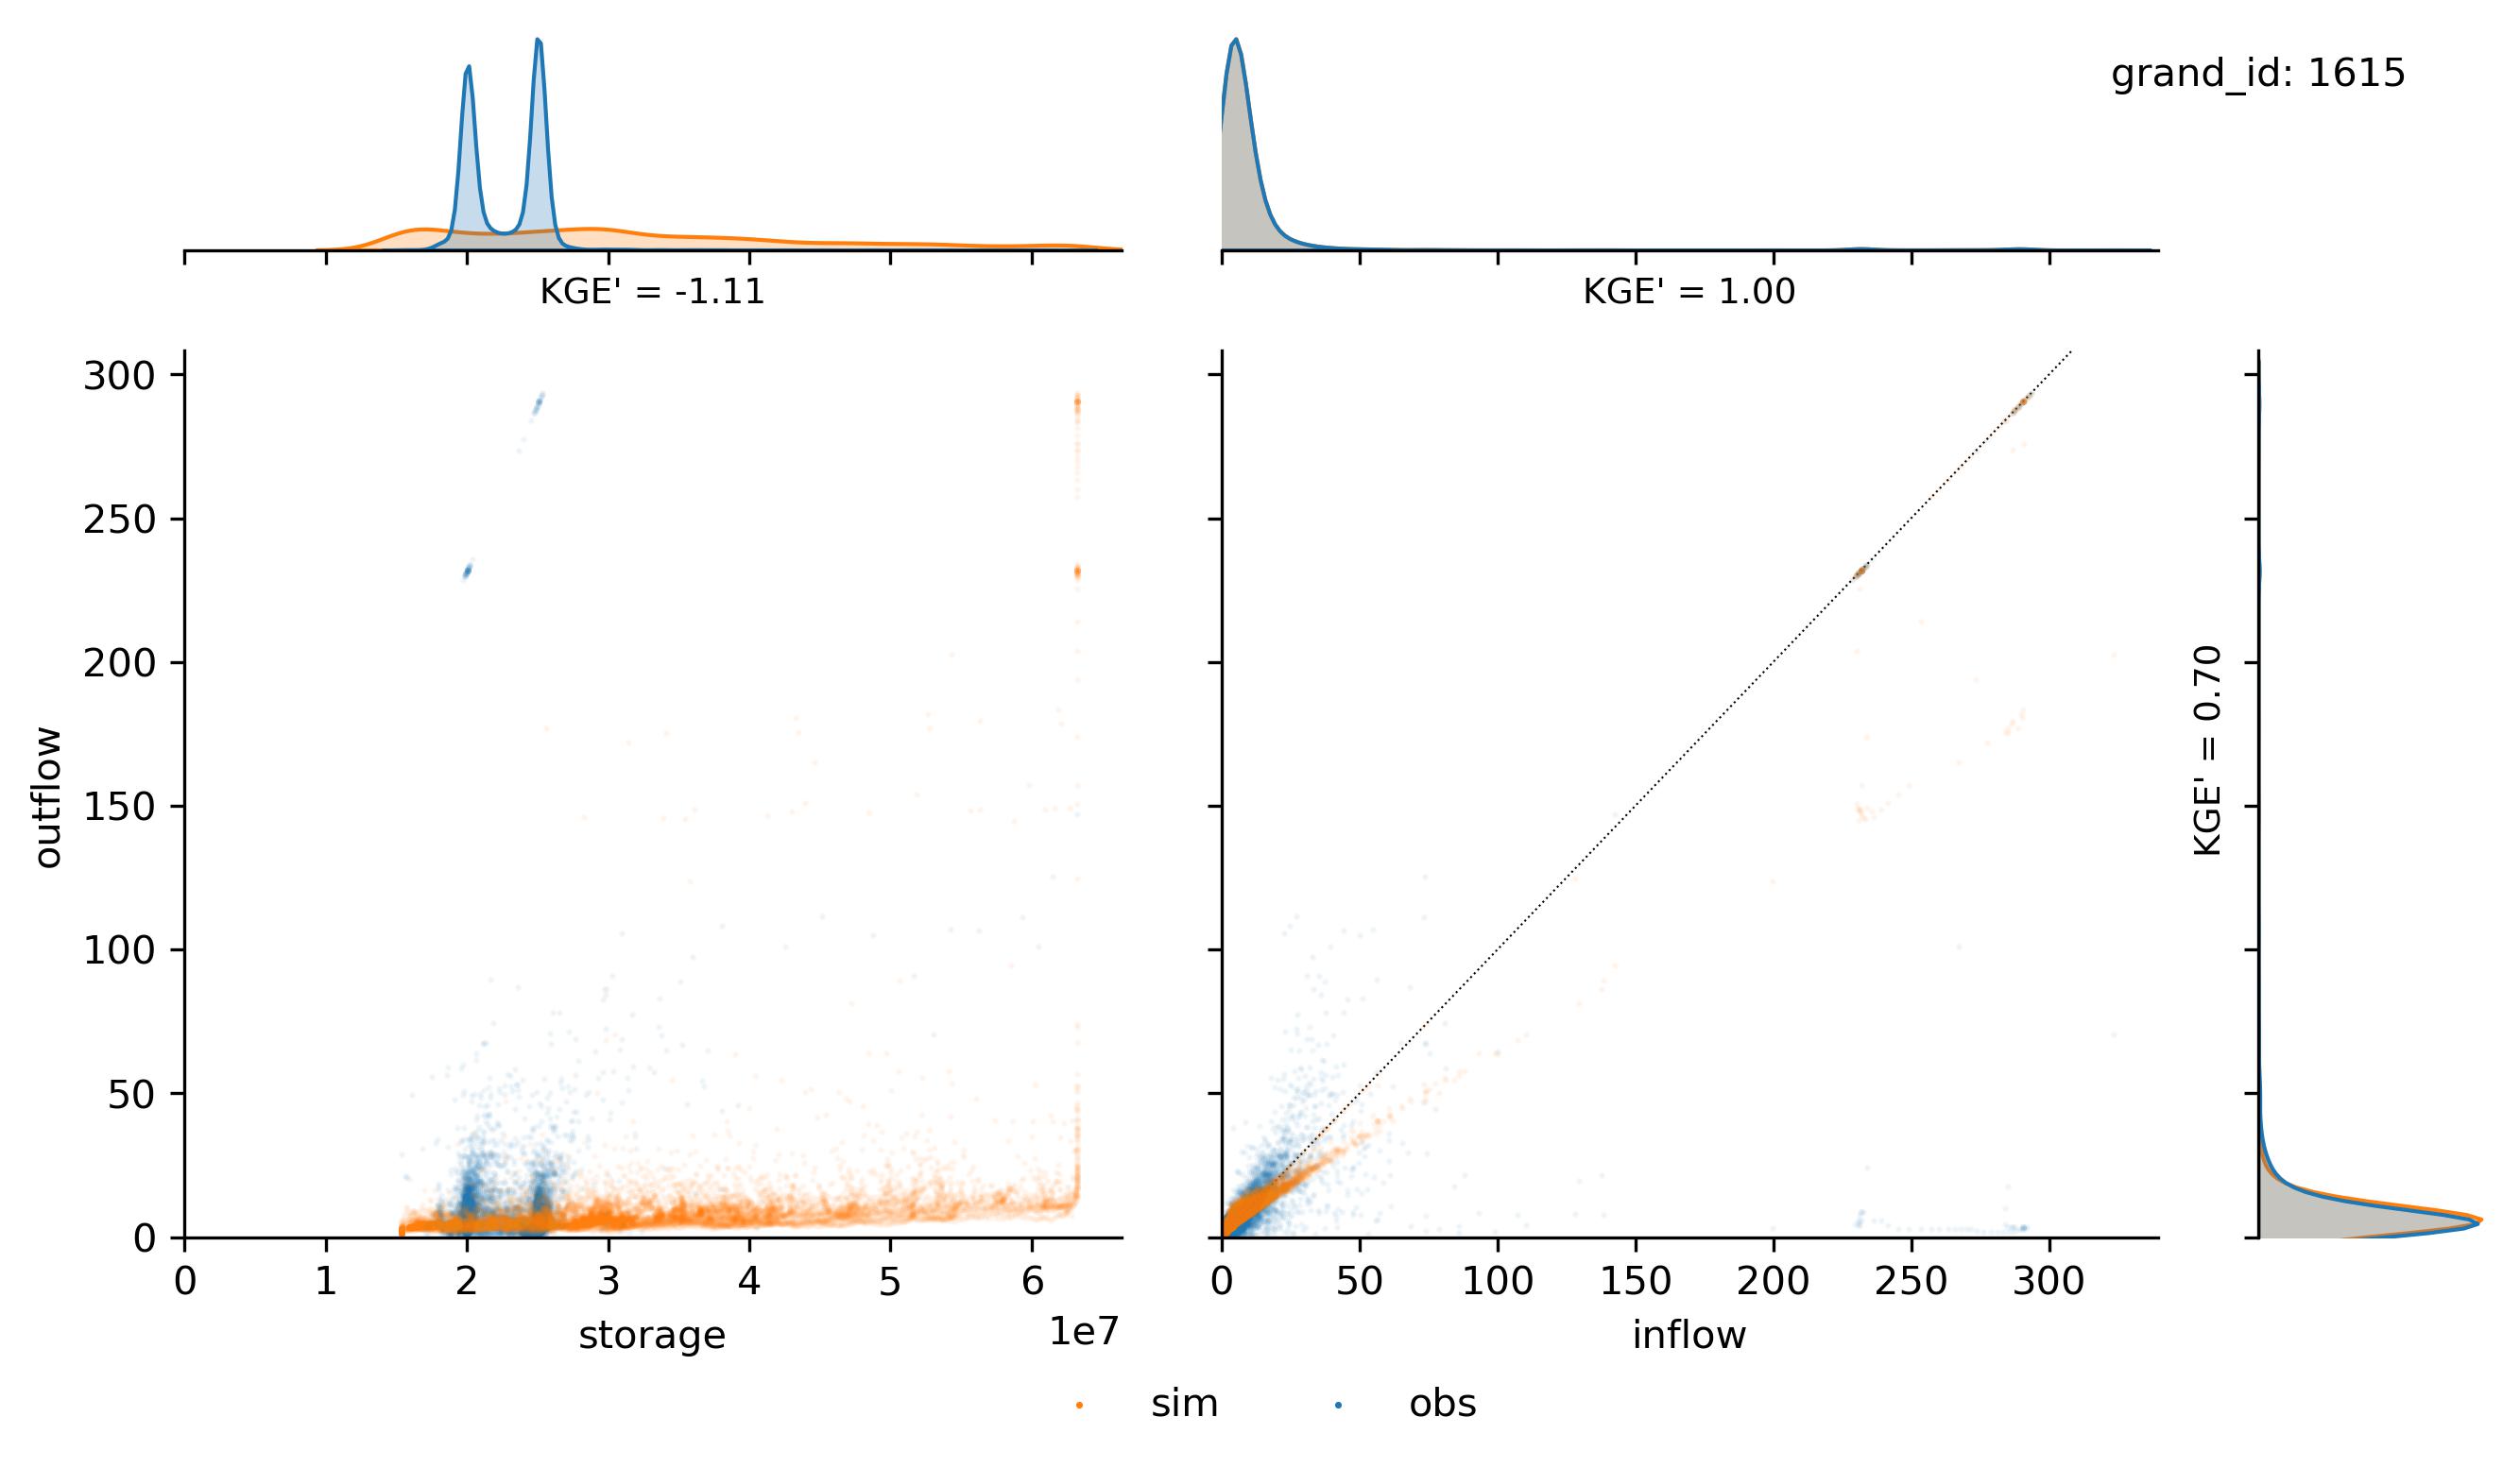 grand_id: 1615
KGE' = -1.11
KGE' = 1.00
300
250
200
150
100
50
0
outflow
KGE' = 0.70
0 1 2 3 4 5 6
0 50 100 150 200 250 300
storage
1e7
inflow
sim
obs